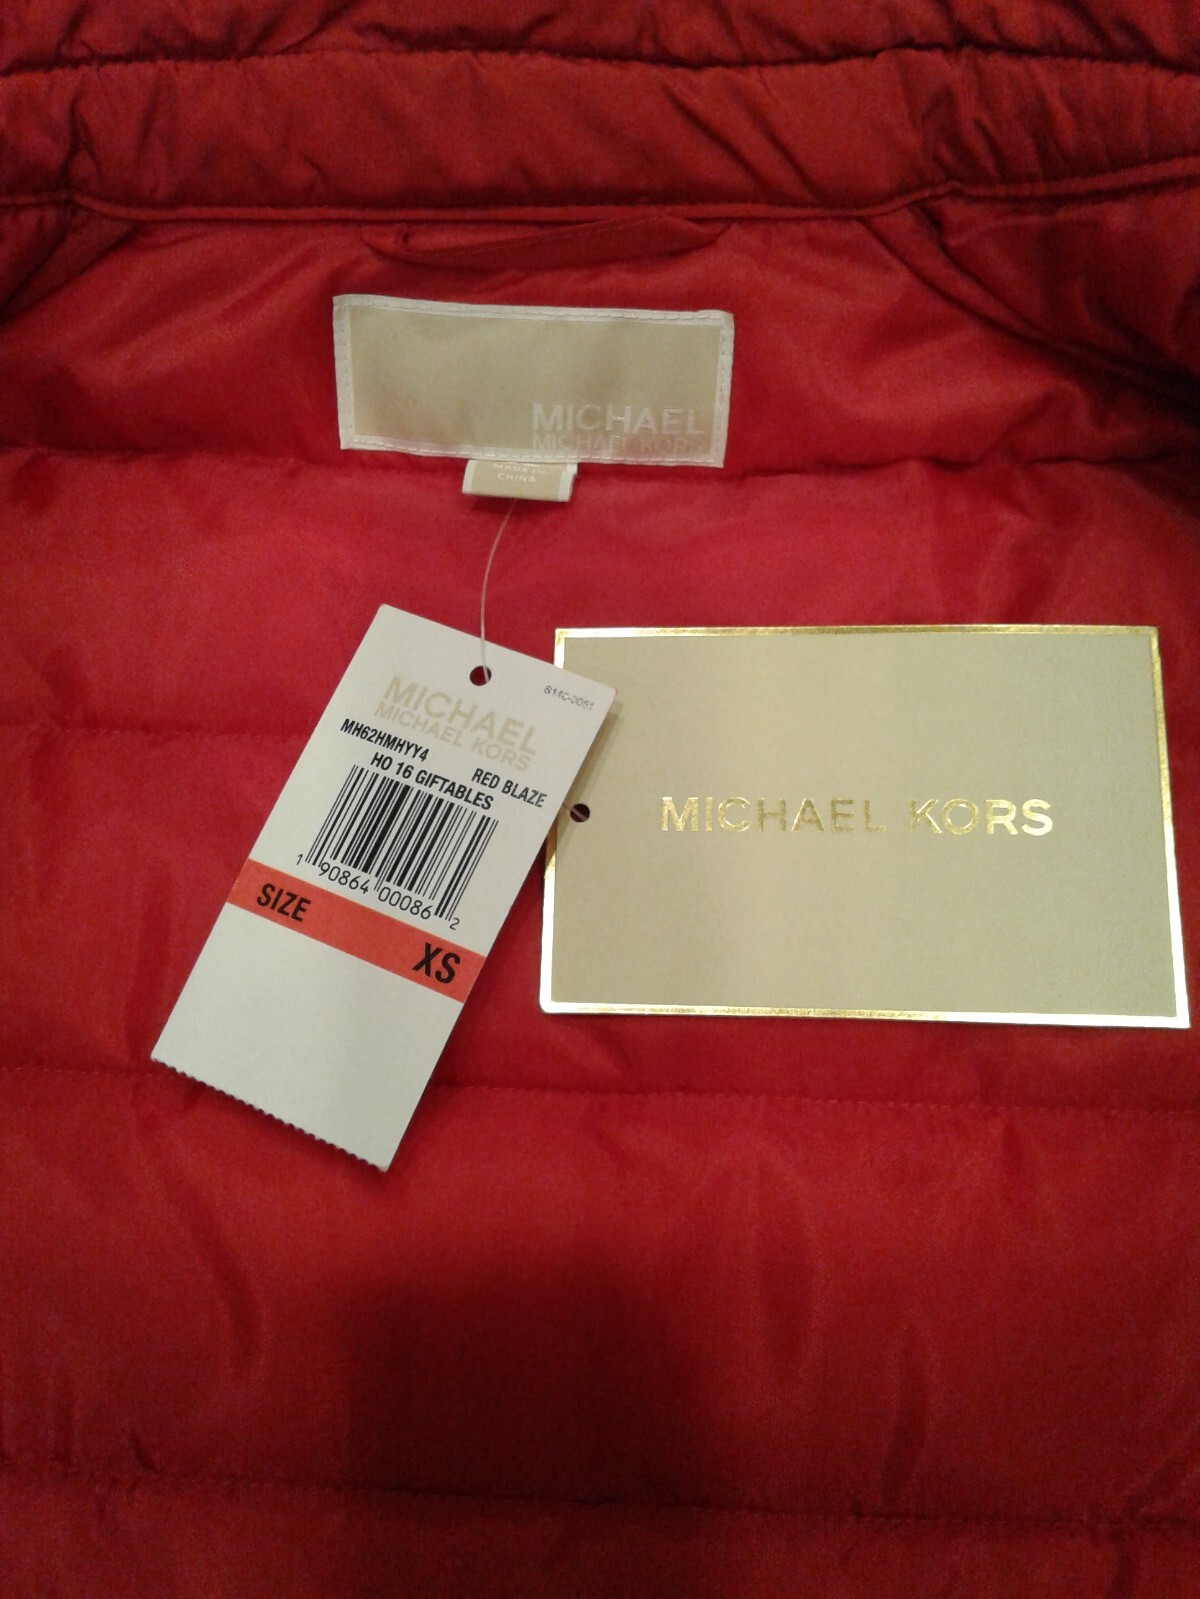 MICHAEL
MICHAEL KORS
MADE IN
CHINA
MICHAEL
MICHAEL KORS
MH62HMHYY4
RED BLAZE
HO 16 GIFTABLES
1 90864 00086 2
SIZE
XS
MICHAEL KORS